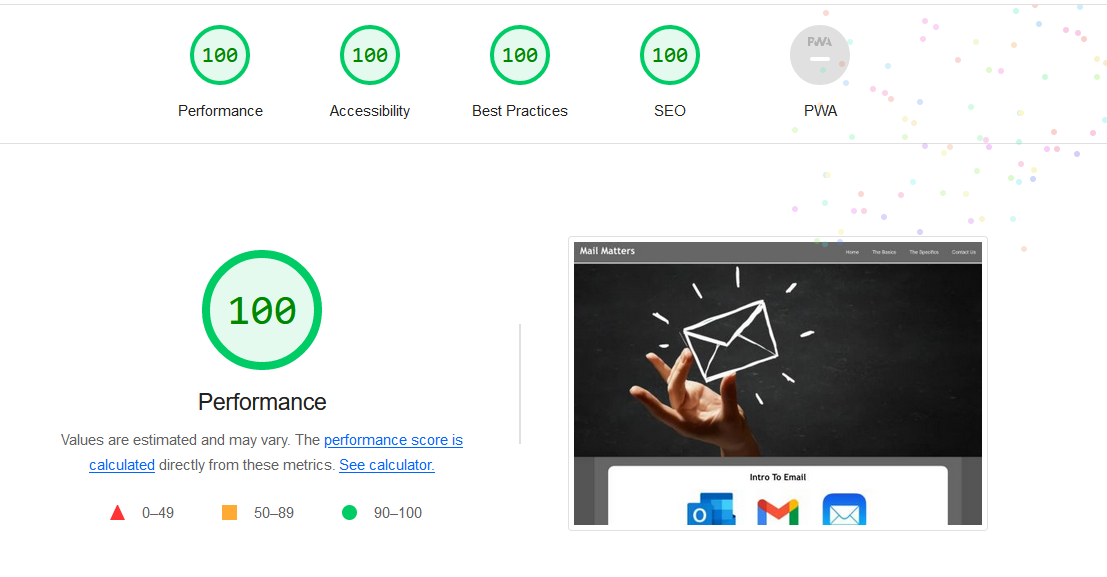 100
100
100
100
PWA
Performance
Accessibility
Best Practices
SEO
PWA
100
Performance
Values are estimated and may vary. The performance score is
calculated directly from these metrics. See calculator.
0–49
50–89
90–100
Mail Matters
Home
The Basics
The Specifics
Contact Us
Intro To Email
O